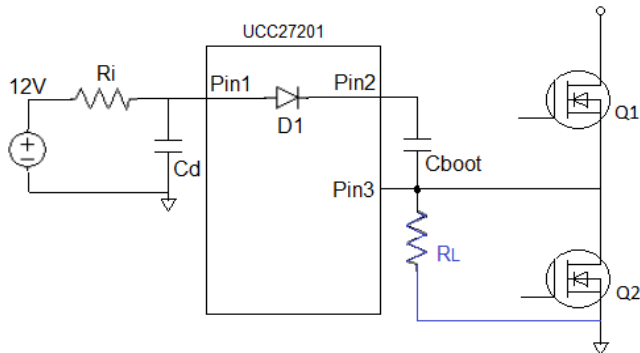 UCC27201
12V
Ri
Pin1
Pin2
D1
Q1
Cd
Cboot
Pin3
RL
Q2